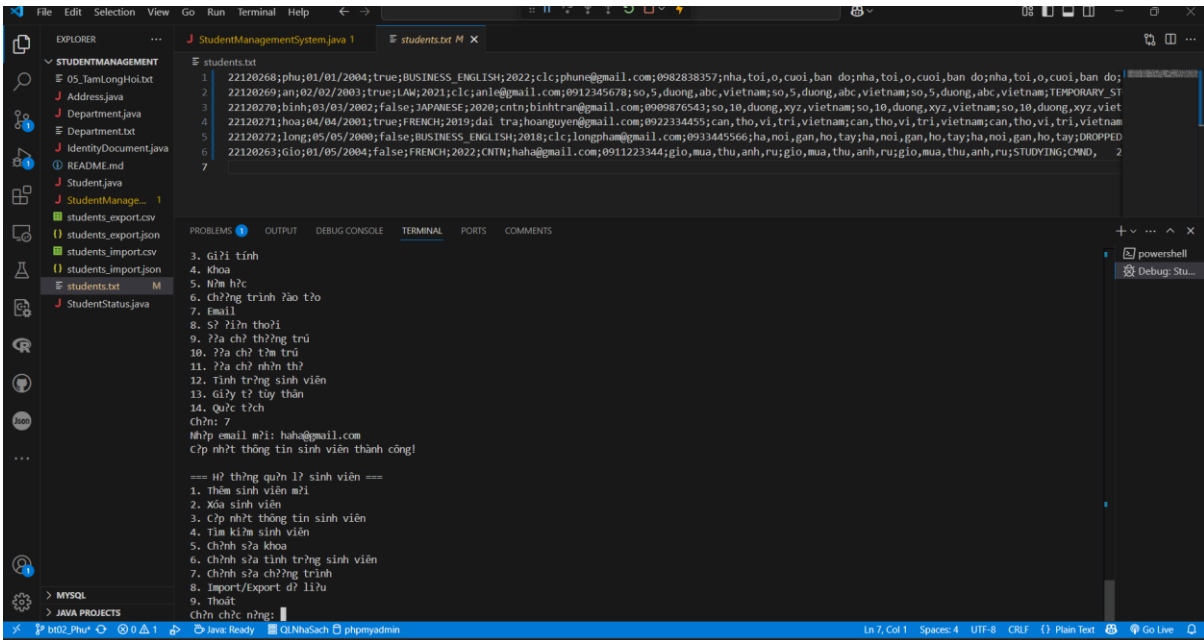 File Edit Selection View Go Run Terminal Help
EXPLORER
StudentManagementSystem.java 1
students.txt M
STUDENTMANAGEMENT
05_TamLongHoi.txt
Address.java
Department.java
Department.txt
IdentityDocument.java
README.md
Student.java
StudentManage... 1
students_export.csv
students_export.json
students_import.csv
students_import.json
students.txt M
StudentStatus.java
MYSQL
JAVA PROJECTS
students.txt
1 22120268;phu;01/01/2004;true;BUSINESS_ENGLISH;2022;clc;phune@gmail.com;0982838357;nha,toi,o,cuoi,ban do;nha,toi,o,cuoi,ban do;nha,toi,o,cuoi,ban do;
2 22120269;an;02/02/2003;true;LAW;2021;clc;anle@gmail.com;0912345678;so,5,duong,abc,vietnam;so,5,duong,abc,vietnam;so,5,duong,abc,vietnam;TEMPORARY_ST
3 22120270;binh;03/03/2002;false;JAPANESE;2020;cntn;binhtran@gmail.com;0909876543;so,10,duong,xyz,vietnam;so,10,duong,xyz,vietnam;so,10,duong,xyz,viet
4 22120271;hoa;04/04/2001;true;FRENCH;2019;dai tra;hoanguyen@gmail.com;0922334455;can,tho,vi,tri,vietnam;can,tho,vi,tri,vietnam;can,tho,vi,tri,vietnam
5 22120272;long;05/05/2000;false;BUSINESS_ENGLISH;2018;clc;longpham@gmail.com;0933445566;ha,noi,gan,ho,tay;ha,noi,gan,ho,tay;ha,noi,gan,ho,tay;DROPPED
6 22120263;Gio;01/05/2004;false;FRENCH;2022;CNTN;haha@gmail.com;0911223344;gio,mua,thu,anh,ru;gio,mua,thu,anh,ru;gio,mua,thu,anh,ru;STUDYING;CMND, 2
7
PROBLEMS 1 OUTPUT DEBUG CONSOLE TERMINAL PORTS COMMENTS
3. Gi?i tính
4. Khoa
5. N?m h?c
6. Ch??ng trình ?ào t?o
7. Email
8. S? ?i?n tho?i
9. ??a ch? th??ng trú
10. ??a ch? t?m trú
11. ??a ch? nh?n th?
12. Tình tr?ng sinh viên
13. Gi?y t? tùy thân
14. Qu?c t?ch
Ch?n: 7
Nh?p email m?i: haha@gmail.com
C?p nh?t thông tin sinh viên thành công!
=== H? th?ng qu?n l? sinh viên ===
1. Thêm sinh viên m?i
2. Xóa sinh viên
3. C?p nh?t thông tin sinh viên
4. Tìm ki?m sinh viên
5. Ch?nh s?a khoa
6. Ch?nh s?a tình tr?ng sinh viên
7. Ch?nh s?a ch??ng trình
8. Import/Export d? li?u
9. Thoát
Ch?n ch?c n?ng:
powershell
Debug: Stu...
bt02_Phu* 0 1 Java: Ready QLNhaSach phpmyadmin Ln 7, Col 1 Spaces: 4 UTF-8 CRLF {} Plain Text Go Live